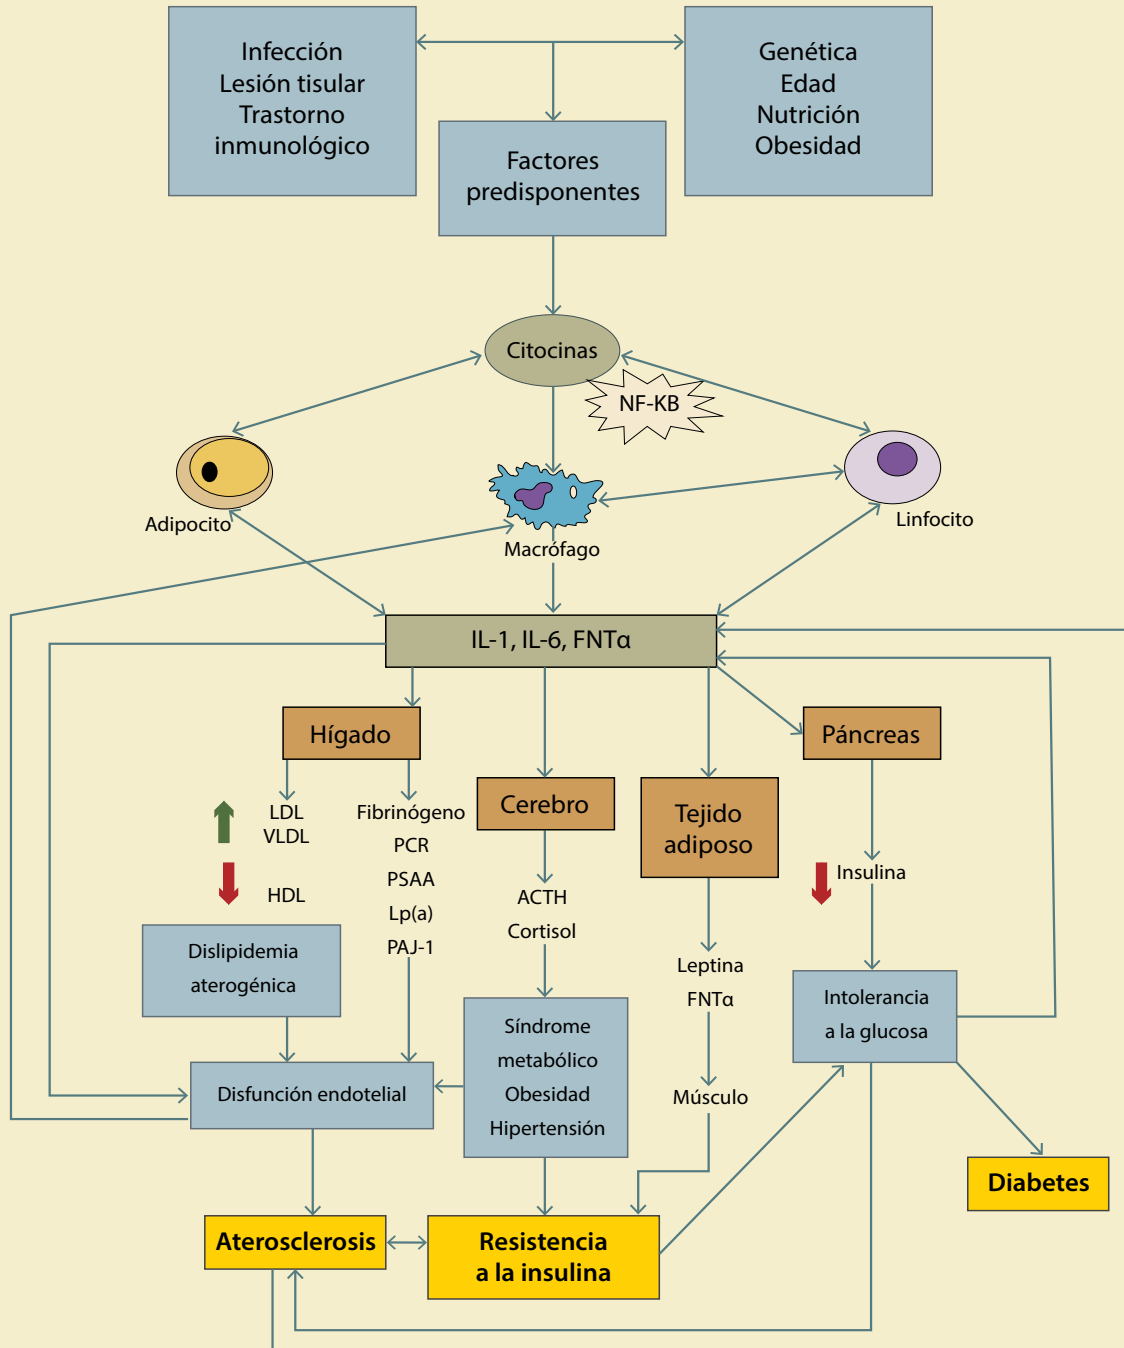 Infección
Lesión tisular
Trastorno
inmunológico
Genética
Edad
Nutrición
Obesidad
Factores
predisponentes
Citocinas
NF-KB
Adipocito
Macrófago
Linfocito
IL-1, IL-6, FNTα
Hígado
Páncreas
Cerebro
Tejido
adiposo
LDL
VLDL
HDL
Fibrinógeno
PCR
PSAA
Lp(a)
PAJ-1
ACTH
Cortisol
Leptina
FNTα
Músculo
Insulina
Dislipidemia
aterogénica
Intolerancia
a la glucosa
Síndrome
metabólico
Obesidad
Hipertensión
Disfunción endotelial
Diabetes
Aterosclerosis
Resistencia
a la insulina